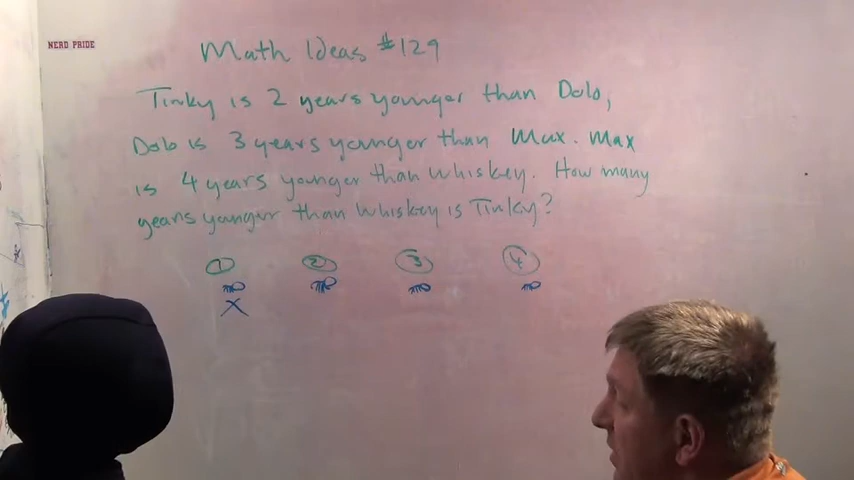 NERD PRIDE
Math Ideas #129
Tinky is 2 years younger than Dolo,
Dolo is 3 years younger than Max. Max
is 4 years younger than whiskey. How many
years younger than whiskey is Tinky?
1 2 3 4
X